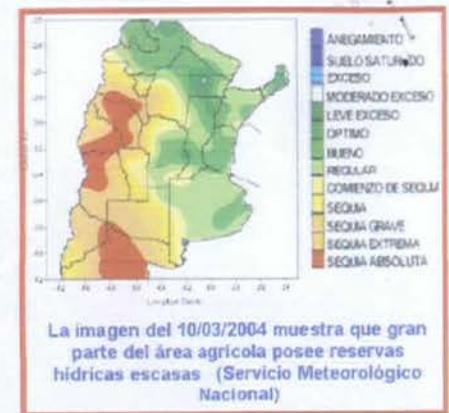 ANEGAMIENTO
SUELO SATURADO
EXCESO
MODERADO EXCESO
LEVE EXCESO
OPTIMO
BUENO
REGULAR
COMIENZO DE SEQUIA
SEQUIA
SEQUIA GRAVE
SEQUIA EXTREMA
SEQUIA ABSOLUTA
La imagen del 10/03/2004 muestra que gran
parte del área agrícola posee reservas
hídricas escasas (Servicio Meteorológico
Nacional)